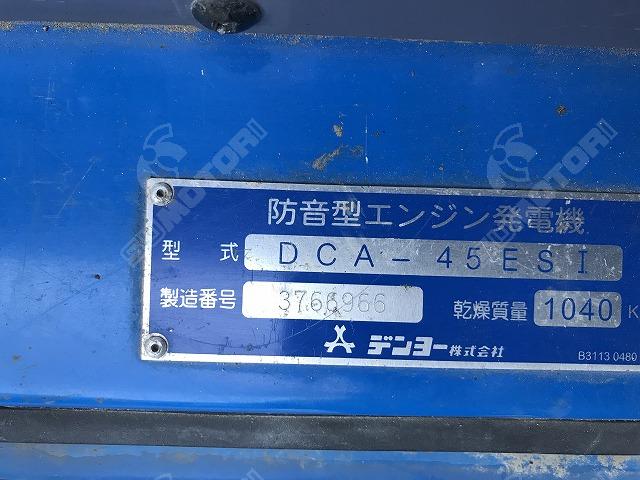 防音型エンジン発電機
型式 DCA-45ESI
製造番号 3766966 乾燥質量 1040 K
デンヨー株式会社 B3113 0480